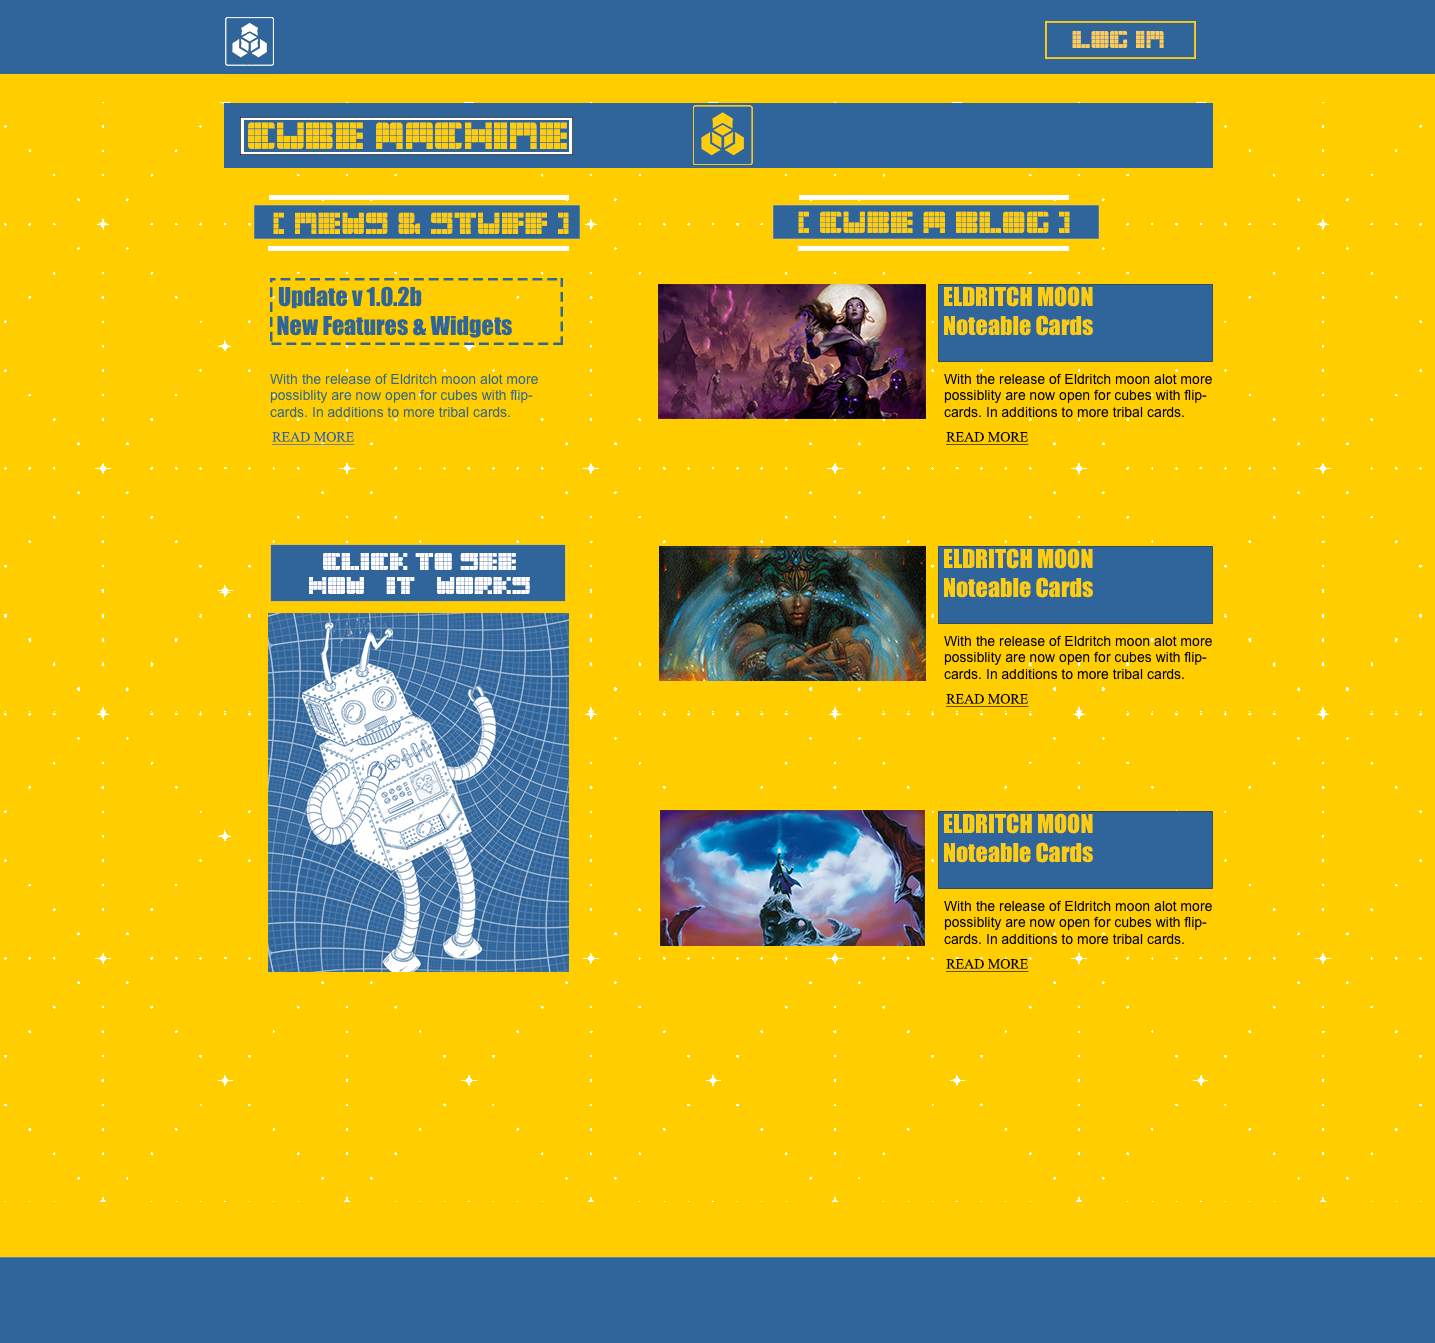 LOG IN
CUBE MACHINE
[ NEWS & STUFF ]
Update v 1.0.2b
New Features & Widgets
With the release of Eldritch moon alot more
possiblity are now open for cubes with flip-
cards. In additions to more tribal cards.
READ MORE
CLICK TO SEE
HOW IT WORKS
[ CUBE A BLOG ]
ELDRITCH MOON
Noteable Cards
With the release of Eldritch moon alot more
possiblity are now open for cubes with flip-
cards. In additions to more tribal cards.
READ MORE
ELDRITCH MOON
Noteable Cards
With the release of Eldritch moon alot more
possiblity are now open for cubes with flip-
cards. In additions to more tribal cards.
READ MORE
ELDRITCH MOON
Noteable Cards
With the release of Eldritch moon alot more
possiblity are now open for cubes with flip-
cards. In additions to more tribal cards.
READ MORE